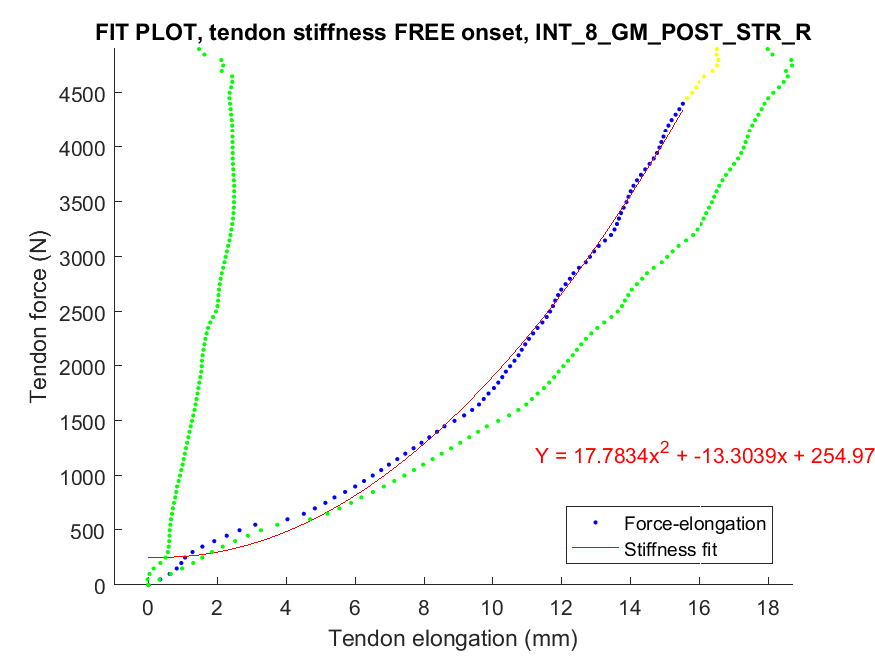 FIT PLOT, tendon stiffness FREE onset, INT_8_GM_POST_STR_R
4500
4000
3500
3000
2500
2000
1500
1000
500
0
Tendon force (N)
Y = 17.7834x² + -13.3039x + 254.97
Force-elongation
Stiffness fit
0 2 4 6 8 10 12 14 16 18
Tendon elongation (mm)